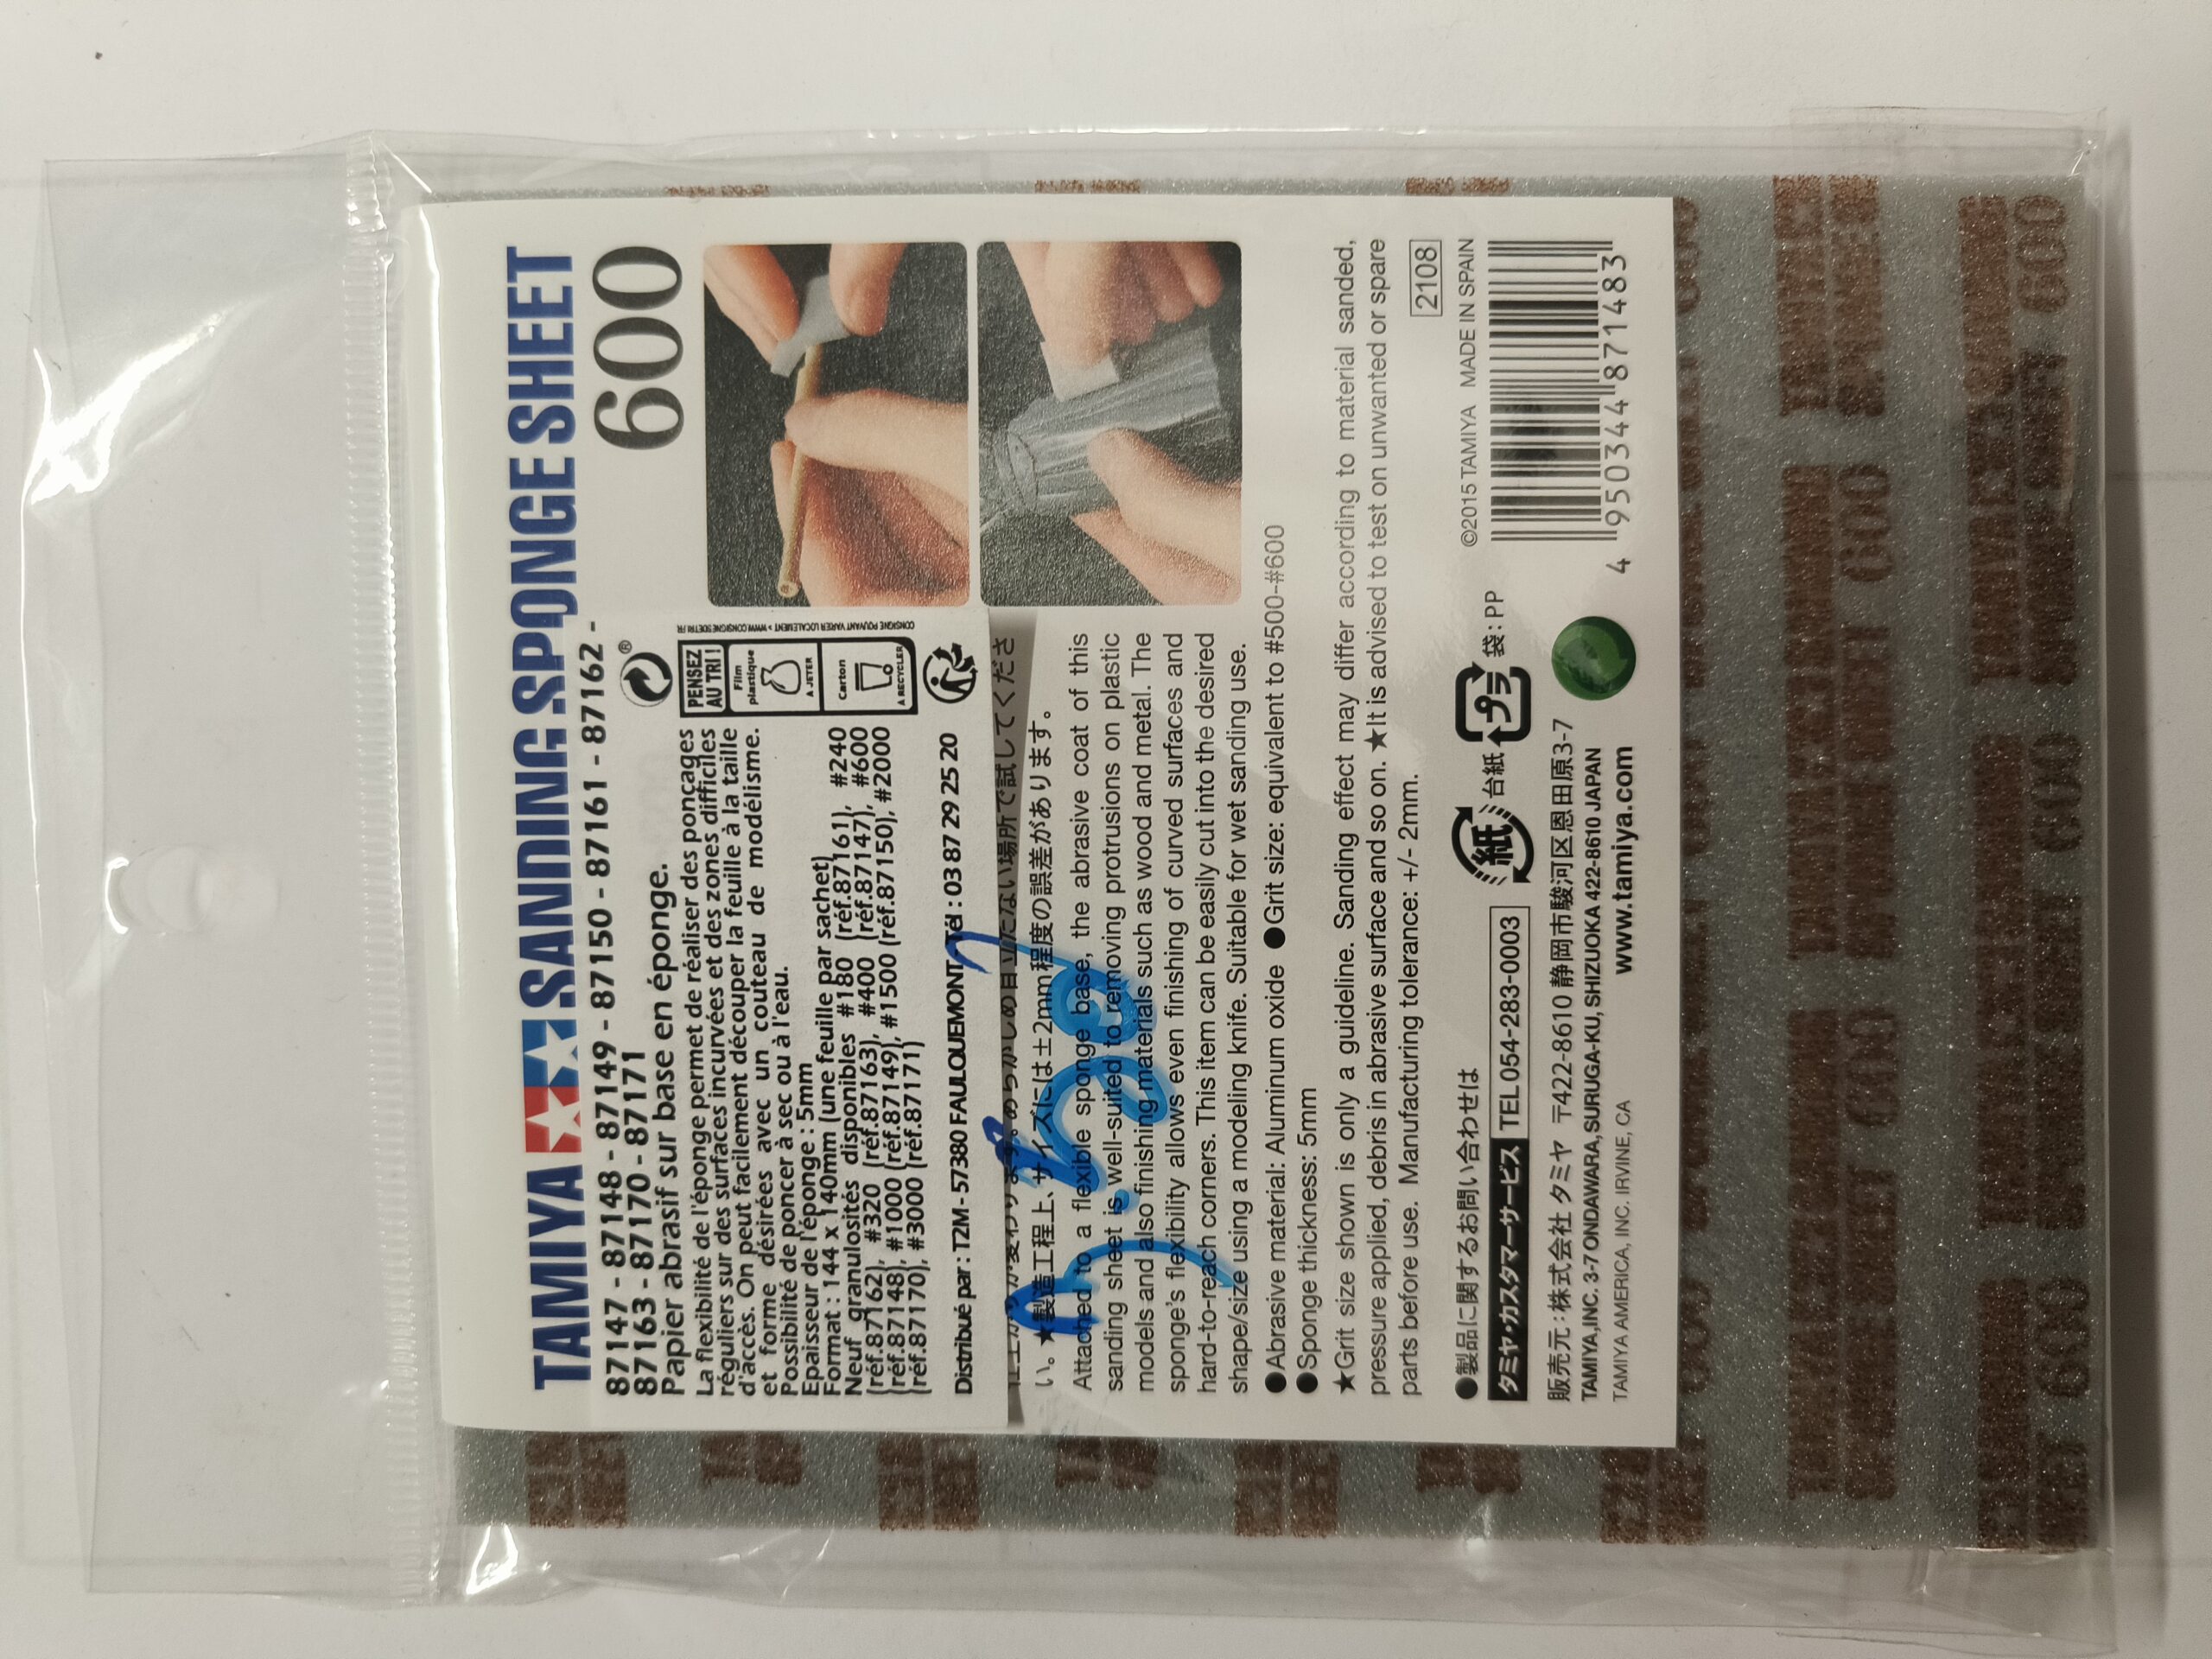 TAMIYA SANDING SPONGE SHEET
600
87147 - 87148 - 87149 - 87150 - 87161 - 87162 -
87163 - 87170 - 87171
Papier abrasif sur base en éponge.
La flexibilité de l'éponge permet de réaliser des ponçages
réguliers sur des surfaces incurvées et des zones difficiles
d'accès. On peut facilement découper la feuille à la taille
et forme désirées avec un couteau de modélisme.
Possibilité de poncer à sec ou à l'eau.
Epaisseur de l'éponge : 5mm
Format : 144 x 140mm (une feuille par sachet)
Neuf granulosités disponibles #180 (réf.87161), #240
(réf.87162), #320 (réf.87163), #400 (réf.87147), #600
(réf.87148), #1000 (réf.87149), #1500 (réf.87150), #2000
(réf.87170), #3000 (réf.87171)
Distribué par : T2M - 57380 FAULQUEMONT - Tél : 03 87 29 25 20
®
PENSEZ
AU TRI !
Film
plastique
A JETER
Carton
A RECYCLER
CONSIGNE POUVANT VARIER LOCALEMENT > WWW.CONSIGNESDETRI.FR
目立たない場所で試してくださ
い。★製造工程上、サイズには±2mm程度の誤差があります。
Attached to a flexible sponge base, the abrasive coat of this
sanding sheet is well-suited to removing protrusions on plastic
models and also finishing materials such as wood and metal. The
sponge's flexibility allows even finishing of curved surfaces and
hard-to-reach corners. This item can be easily cut into the desired
shape/size using a modeling knife. Suitable for wet sanding use.
●Abrasive material: Aluminum oxide ●Grit size: equivalent to #500-#600
●Sponge thickness: 5mm
★Grit size shown is only a guideline. Sanding effect may differ according to material sanded,
pressure applied, debris in abrasive surface and so on. ★It is advised to test on unwanted or spare
parts before use. Manufacturing tolerance: +/- 2mm.
2108
●製品に関するお問い合わせは
タミヤ・カスタマーサービス TEL 054-283-0003
紙 台紙 プラ 袋: PP
©2015 TAMIYA MADE IN SPAIN
販売元: 株式会社 タミヤ 〒422-8610 静岡市駿河区恩田原3-7
TAMIYA,INC. 3-7 ONDAWARA,SURUGA-KU,SHIZUOKA 422-8610 JAPAN
TAMIYA AMERICA, INC. IRVINE, CA
www.tamiya.com
4 950344 871483